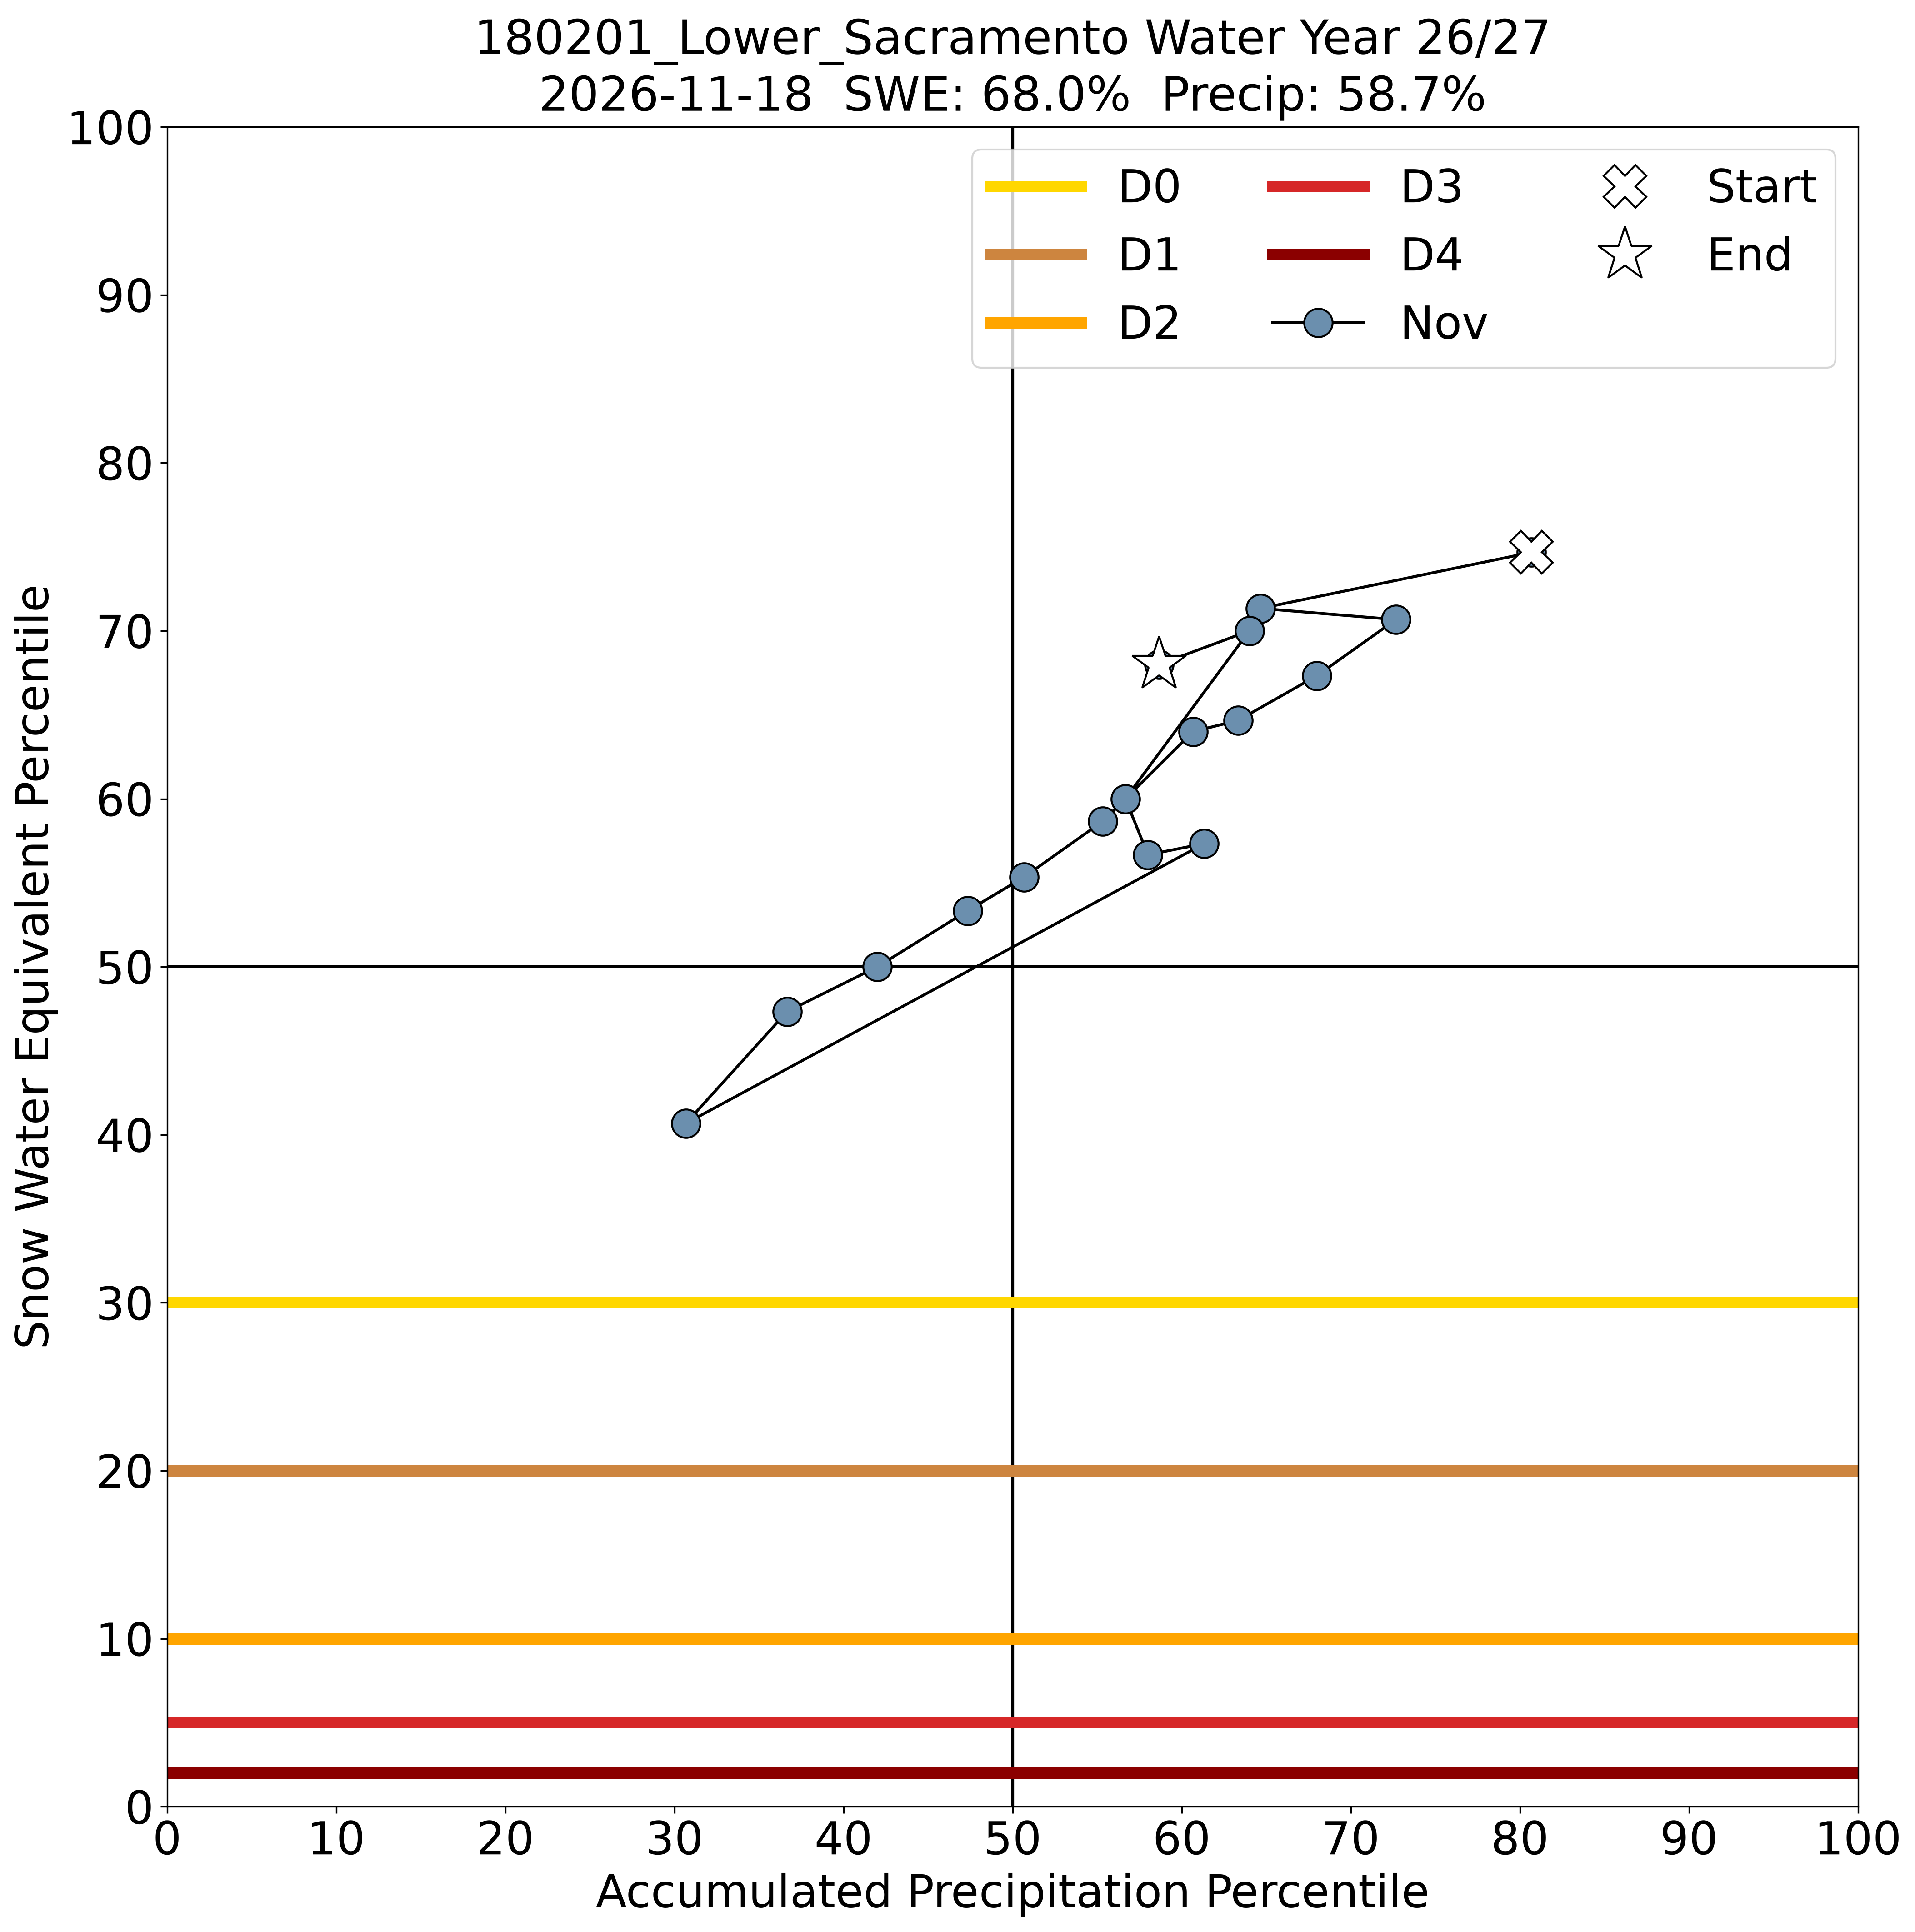 180201_Lower_Sacramento Water Year 26/27
2026-11-18 SWE: 68.0% Precip: 58.7%
D0
D1
D2
D3
D4
Nov
Start
End
Snow Water Equivalent Percentile
100
90
80
70
60
50
40
30
20
10
0
0 10 20 30 40 50 60 70 80 90 100
Accumulated Precipitation Percentile